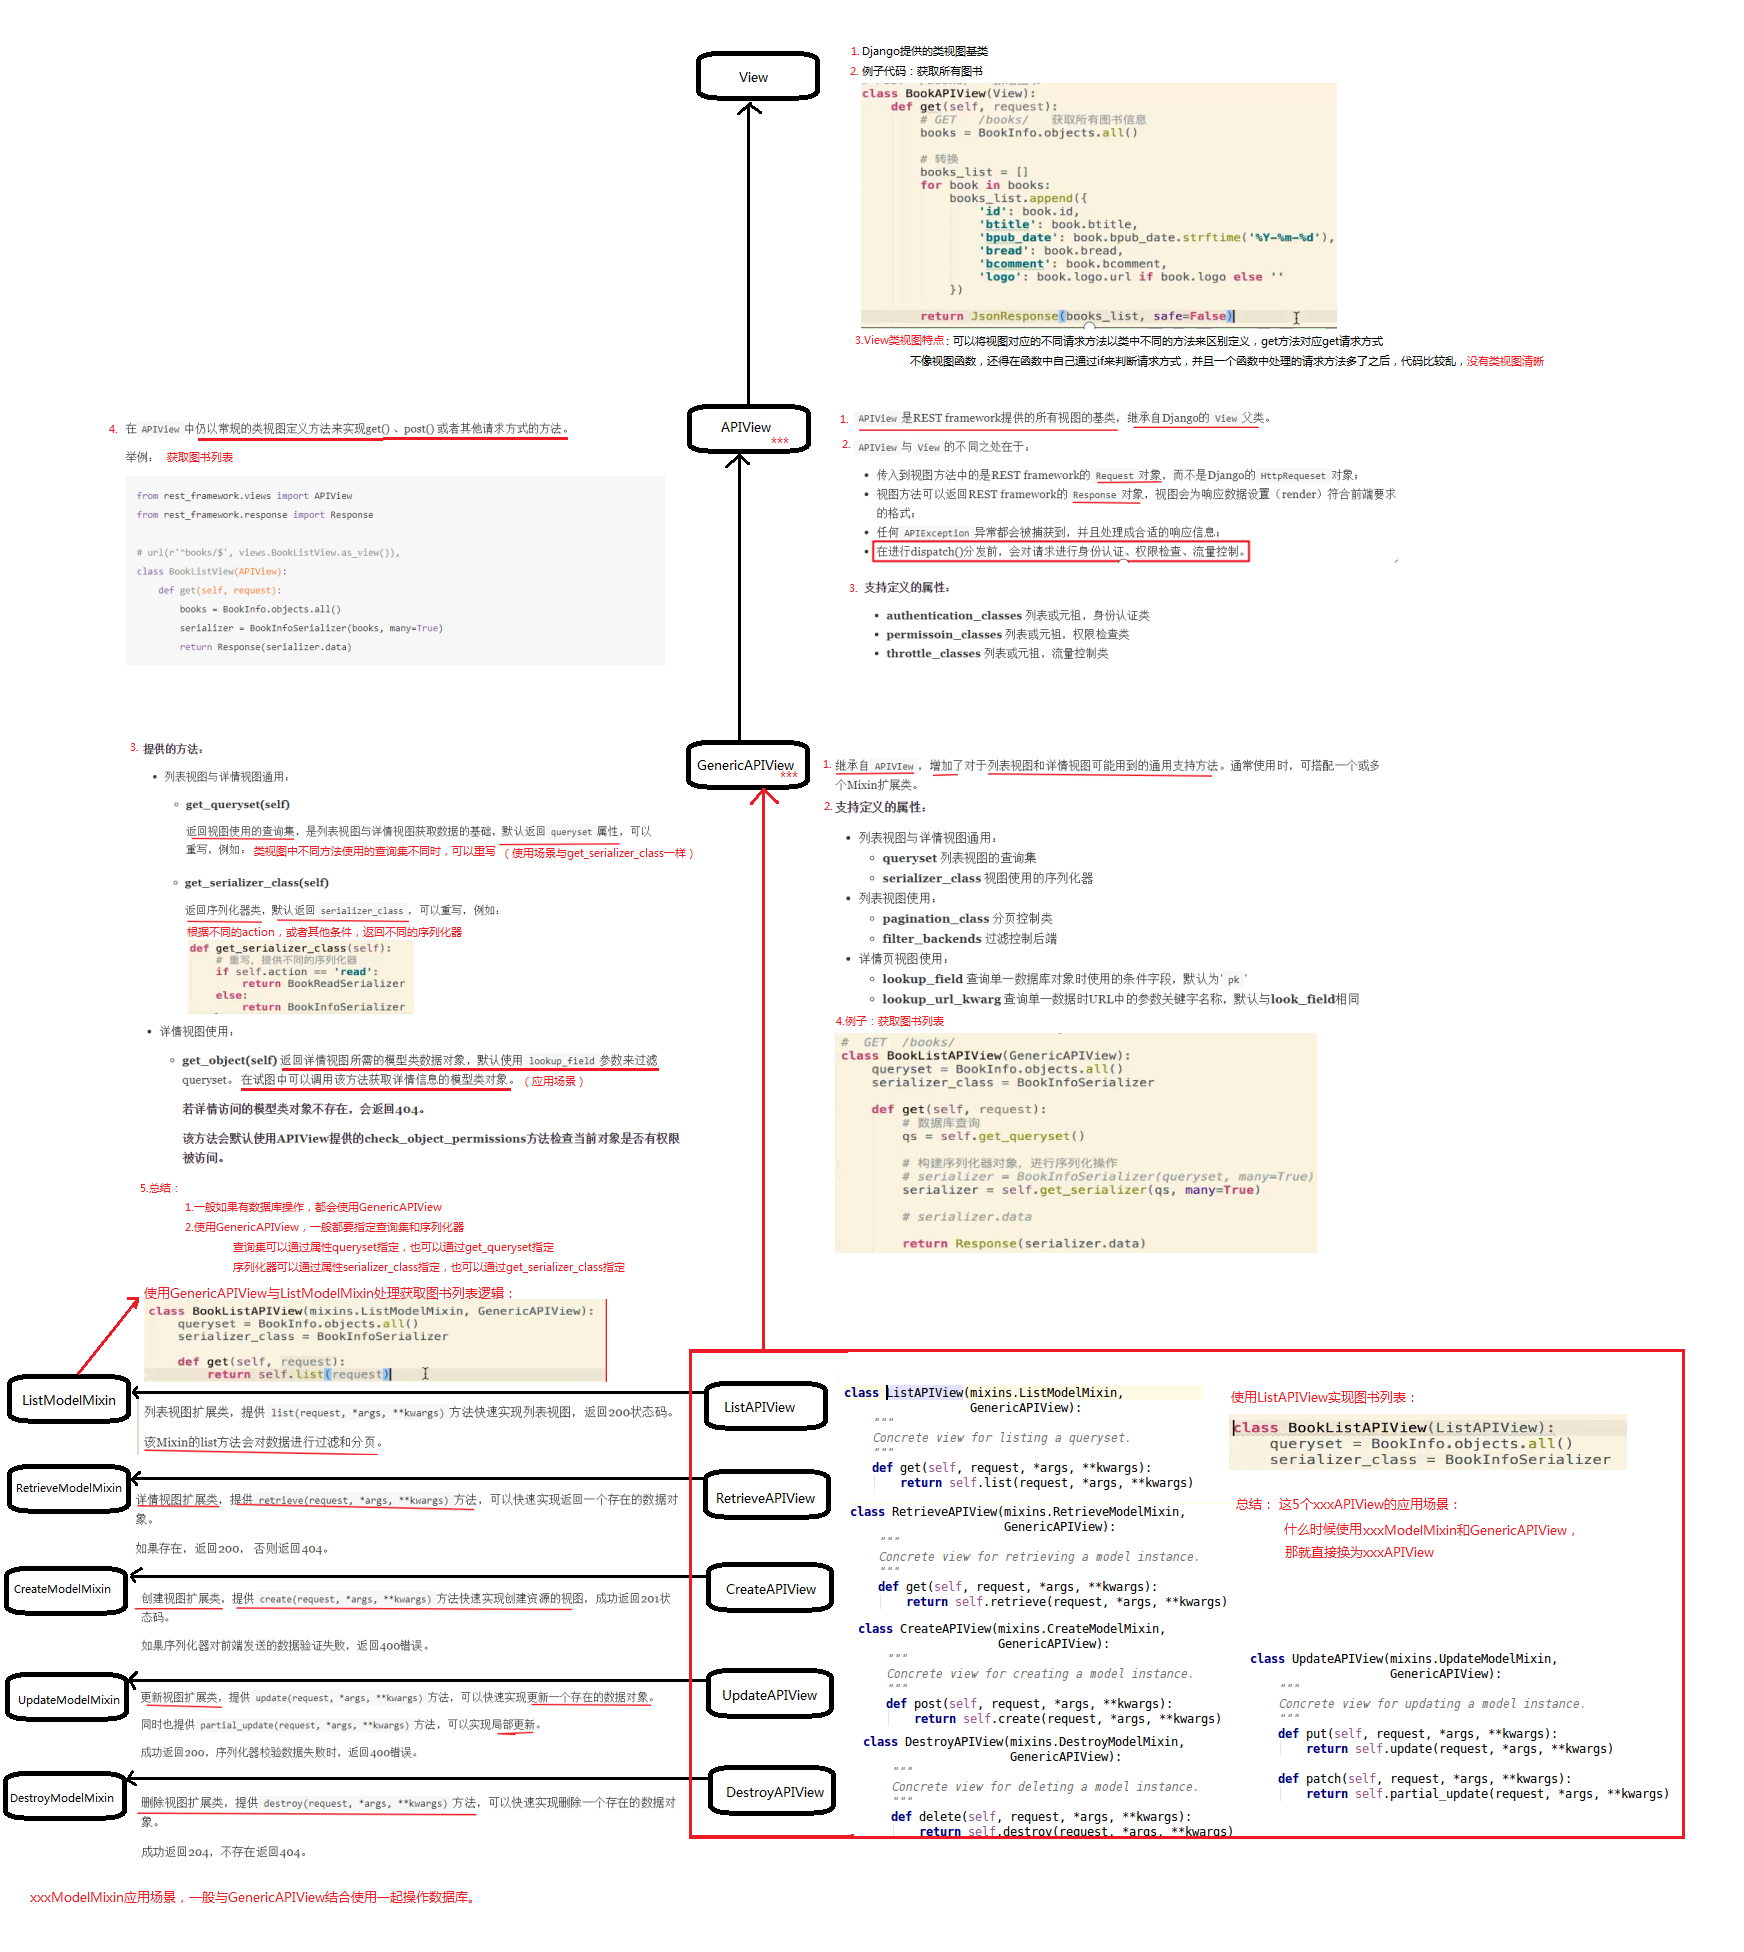 View
1. Django提供的类视图基类
2. 例子代码：获取所有图书
class BookAPIView(View):
def get(self, request):
# GET /books/ 获取所有图书信息
books = BookInfo.objects.all()
# 转换
books_list = []
for book in books:
books_list.append({
'id': book.id,
'btitle': book.btitle,
'bpub_date': book.bpub_date.strftime('%Y-%m-%d'),
'bread': book.bread,
'bcomment': book.bcomment,
'logo': book.logo.url if book.logo else ''
})
return JsonResponse(books_list, safe=False)
3.View类视图特点：可以将视图对应的不同请求方法以类中不同的方法来区别定义，get方法对应get请求方式
不像视图函数，还得在函数中自己通过if来判断请求方式，并且一个函数中处理的请求方法多了之后，代码比较乱，没有类视图清晰
APIView
***
1. APIView 是REST framework提供的所有视图的基类，继承自Django的 View 父类。
2. APIView 与 View 的不同之处在于：
• 传入到视图方法中的是REST framework的 Request 对象，而不是Django的 HttpRequeset 对象；
• 视图方法可以返回REST framework的 Response 对象，视图会为响应数据设置（render）符合前端要求
的格式；
• 任何 APIException 异常都会被捕获到，并且处理成合适的响应信息；
• 在进行dispatch()分发前，会对请求进行身份认证、权限检查、流量控制。
3. 支持定义的属性：
• authentication_classes 列表或元祖，身份认证类
• permissoin_classes 列表或元祖，权限检查类
• throttle_classes 列表或元祖，流量控制类
4. 在 APIView 中仍以常规的类视图定义方法来实现get() 、post() 或者其他请求方式的方法。
举例： 获取图书列表
from rest_framework.views import APIView
from rest_framework.response import Response
# url(r'^books/$', views.BookListView.as_view()),
class BookListView(APIView):
def get(self, request):
books = BookInfo.objects.all()
serializer = BookInfoSerializer(books, many=True)
return Response(serializer.data)
GenericAPIView
***
1. 继承自 APIVIew ，增加了对于列表视图和详情视图可能用到的通用支持方法。通常使用时，可搭配一个或多
个Mixin扩展类。
2. 支持定义的属性：
• 列表视图与详情视图通用：
◦ queryset 列表视图的查询集
◦ serializer_class 视图使用的序列化器
• 列表视图使用：
◦ pagination_class 分页控制类
◦ filter_backends 过滤控制后端
• 详情页视图使用：
◦ lookup_field 查询单一数据库对象时使用的条件字段，默认为' pk '
◦ lookup_url_kwarg 查询单一数据时URL中的参数关键字名称，默认与look_field相同
4.例子：获取图书列表
# GET /books/
class BookListAPIView(GenericAPIView):
queryset = BookInfo.objects.all()
serializer_class = BookInfoSerializer
def get(self, request):
# 数据库查询
qs = self.get_queryset()
# 构建序列化器对象，进行序列化操作
# serializer = BookInfoSerializer(queryset, many=True)
serializer = self.get_serializer(qs, many=True)
# serializer.data
return Response(serializer.data)
3. 提供的方法：
• 列表视图与详情视图通用：
◦ get_queryset(self)
返回视图使用的查询集，是列表视图与详情视图获取数据的基础，默认返回 queryset 属性，可以
重写，例如： 类视图中不同方法使用的查询集不同时，可以重写 （使用场景与get_serializer_class一样）
◦ get_serializer_class(self)
返回序列化器类，默认返回 serializer_class ，可以重写，例如：
根据不同的action，或者其他条件，返回不同的序列化器
def get_serializer_class(self):
# 重写，提供不同的序列化器
if self.action == 'read':
return BookReadSerializer
else:
return BookInfoSerializer
• 详情视图使用：
◦ get_object(self) 返回详情视图所需的模型类数据对象，默认使用 lookup_field 参数来过滤
queryset。 在试图中可以调用该方法获取详情信息的模型类对象。（应用场景）
若详情访问的模型类对象不存在，会返回404。
该方法会默认使用APIView提供的check_object_permissions方法检查当前对象是否有权限
被访问。
5.总结：
1.一般如果有数据库操作，都会使用GenericAPIView
2.使用GenericAPIView，一般都要指定查询集和序列化器
查询集可以通过属性queryset指定，也可以通过get_queryset指定
序列化器可以通过属性serializer_class指定，也可以通过get_serializer_class指定
使用GenericAPIView与ListModelMixin处理获取图书列表逻辑：
class BookListAPIView(mixins.ListModelMixin, GenericAPIView):
queryset = BookInfo.objects.all()
serializer_class = BookInfoSerializer
def get(self, request):
return self.list(request)
ListModelMixin
列表视图扩展类，提供 list(request, *args, **kwargs) 方法快速实现列表视图，返回200状态码。
该Mixin的list方法会对数据进行过滤和分页。
RetrieveModelMixin
详情视图扩展类，提供 retrieve(request, *args, **kwargs) 方法，可以快速实现返回一个存在的数据对
象。
如果存在，返回200， 否则返回404。
CreateModelMixin
创建视图扩展类，提供 create(request, *args, **kwargs) 方法快速实现创建资源的视图，成功返回201状
态码。
如果序列化器对前端发送的数据验证失败，返回400错误。
UpdateModelMixin
更新视图扩展类，提供 update(request, *args, **kwargs) 方法，可以快速实现更新一个存在的数据对象。
同时也提供 partial_update(request, *args, **kwargs) 方法，可以实现局部更新。
成功返回200，序列化器校验数据失败时，返回400错误。
DestroyModelMixin
删除视图扩展类，提供 destroy(request, *args, **kwargs) 方法，可以快速实现删除一个存在的数据对
象。
成功返回204，不存在返回404。
xxxModelMixin应用场景，一般与GenericAPIView结合使用一起操作数据库。
ListAPIView
RetrieveAPIView
CreateAPIView
UpdateAPIView
DestroyAPIView
class ListAPIView(mixins.ListModelMixin,
GenericAPIView):
"""
Concrete view for listing a queryset.
"""
def get(self, request, *args, **kwargs):
return self.list(request, *args, **kwargs)
class RetrieveAPIView(mixins.RetrieveModelMixin,
GenericAPIView):
"""
Concrete view for retrieving a model instance.
"""
def get(self, request, *args, **kwargs):
return self.retrieve(request, *args, **kwargs)
class CreateAPIView(mixins.CreateModelMixin,
GenericAPIView):
"""
Concrete view for creating a model instance.
"""
def post(self, request, *args, **kwargs):
return self.create(request, *args, **kwargs)
class DestroyAPIView(mixins.DestroyModelMixin,
GenericAPIView):
"""
Concrete view for deleting a model instance.
"""
def delete(self, request, *args, **kwargs):
return self.destroy(request, *args, **kwargs)
使用ListAPIView实现图书列表：
class BookListAPIView(ListAPIView):
queryset = BookInfo.objects.all()
serializer_class = BookInfoSerializer
总结： 这5个xxxAPIView的应用场景：
什么时候使用xxxModelMixin和GenericAPIView，
那就直接换为xxxAPIView
class UpdateAPIView(mixins.UpdateModelMixin,
GenericAPIView):
"""
Concrete view for updating a model instance.
"""
def put(self, request, *args, **kwargs):
return self.update(request, *args, **kwargs)
def patch(self, request, *args, **kwargs):
return self.partial_update(request, *args, **kwargs)